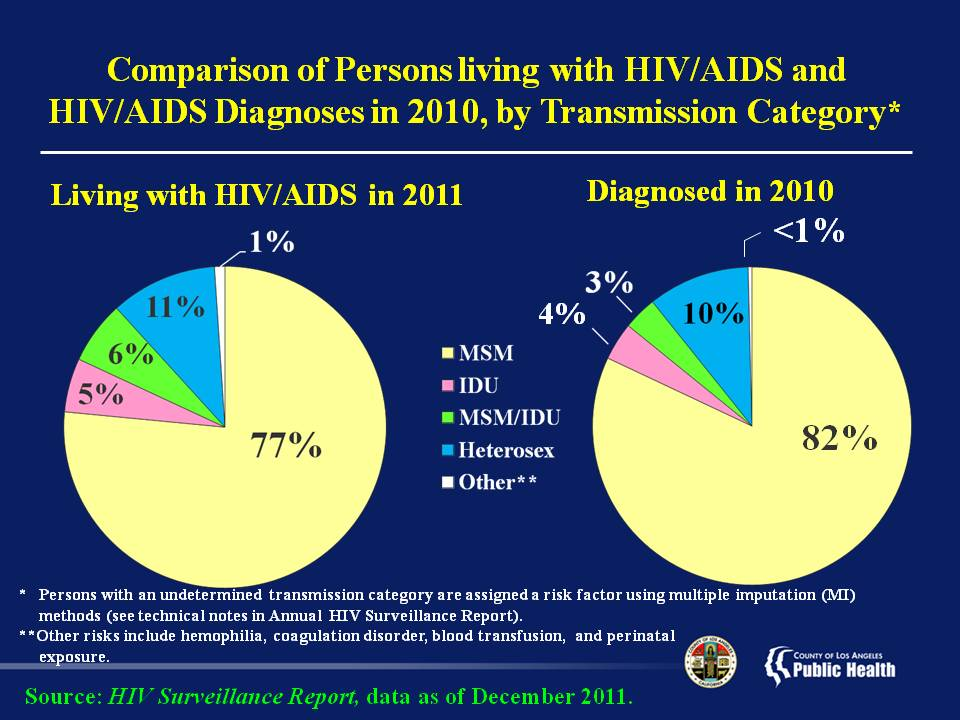 Comparison of Persons living with HIV/AIDS and
HIV/AIDS Diagnoses in 2010, by Transmission Category*
Living with HIV/AIDS in 2011
Diagnosed in 2010
1%
11%
6%
5%
77%
<1%
3%
4%
10%
82%
MSM
IDU
MSM/IDU
Heterosex
Other**
* Persons with an undetermined transmission category are assigned a risk factor using multiple imputation (MI)
methods (see technical notes in Annual HIV Surveillance Report).
**Other risks include hemophilia, coagulation disorder, blood transfusion, and perinatal
exposure.
COUNTY OF LOS ANGELES
Public Health
Source: HIV Surveillance Report, data as of December 2011.